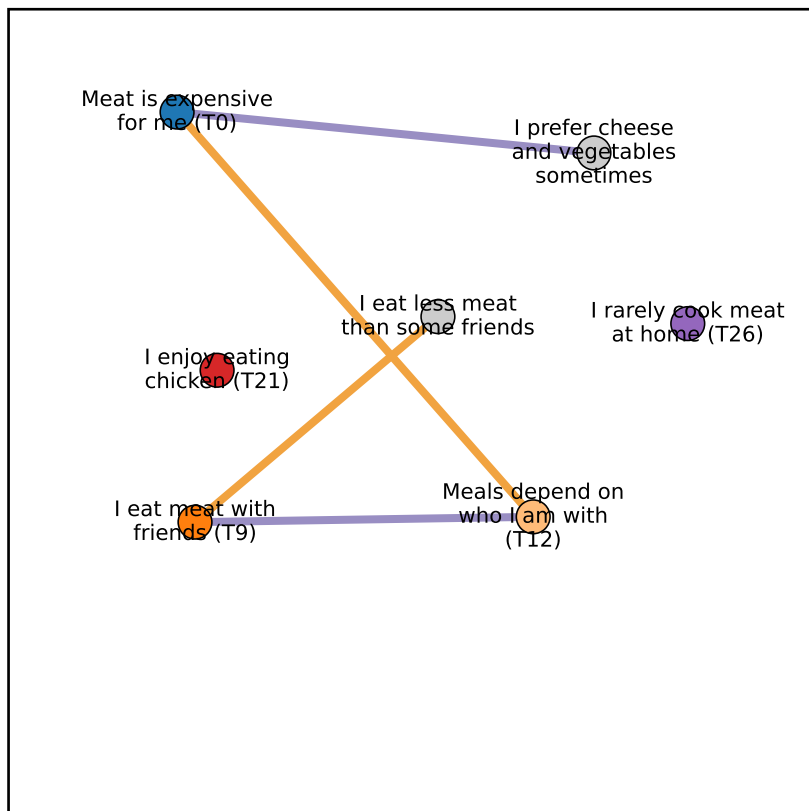 Meat is expensive
for me (T0)
I prefer cheese
and vegetables
sometimes
I eat less meat
than some friends
I rarely cook meat
at home (T26)
I enjoy eating
chicken (T21)
I eat meat with
friends (T9)
Meals depend on
who I am with
(T12)